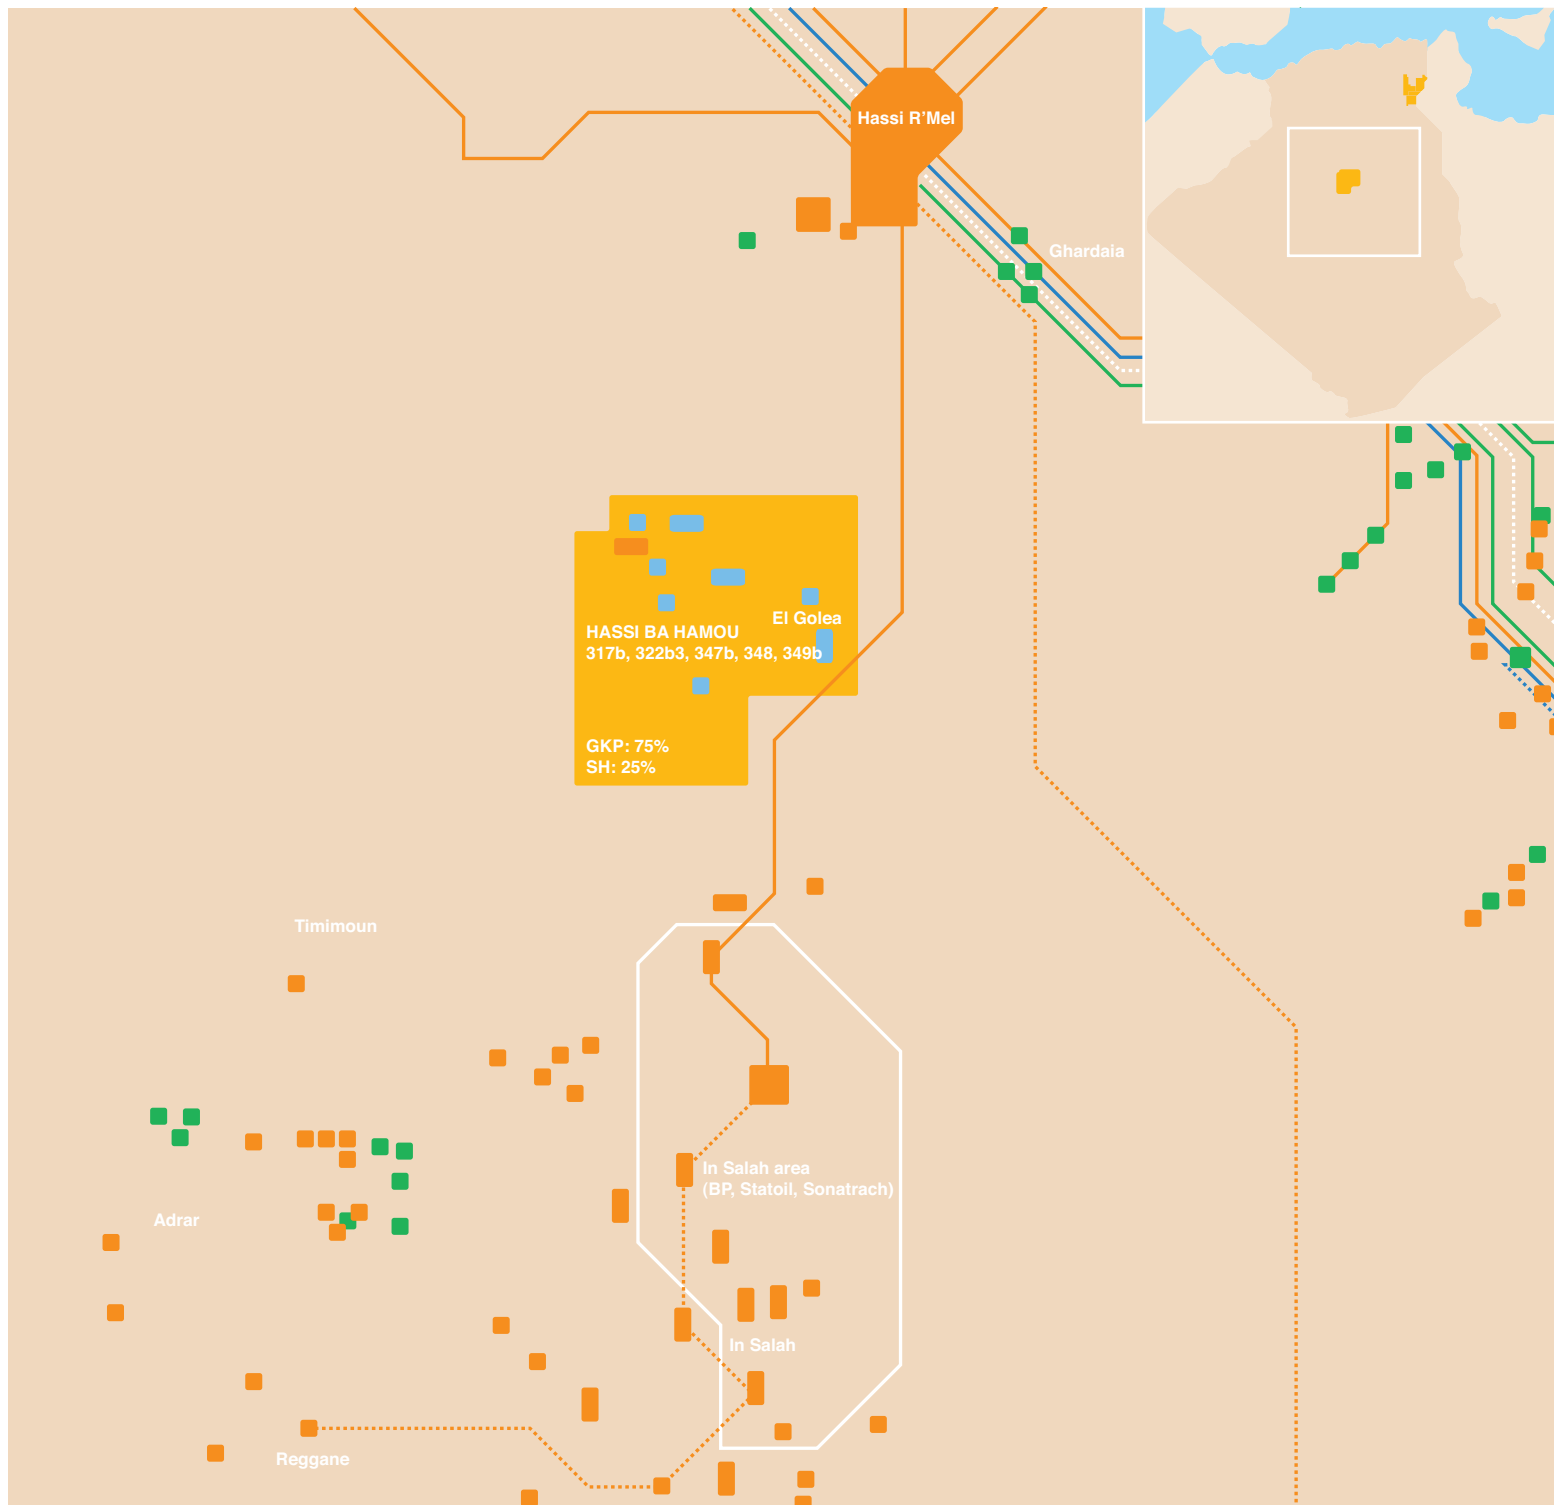 Hassi R’Mel
Ghardaia
El Golea
HASSI BA HAMOU
317b, 322b3, 347b, 348, 349b
GKP: 75%
SH: 25%
Timimoun
In Salah area
(BP, Statoil, Sonatrach)
Adrar
In Salah
Reggane